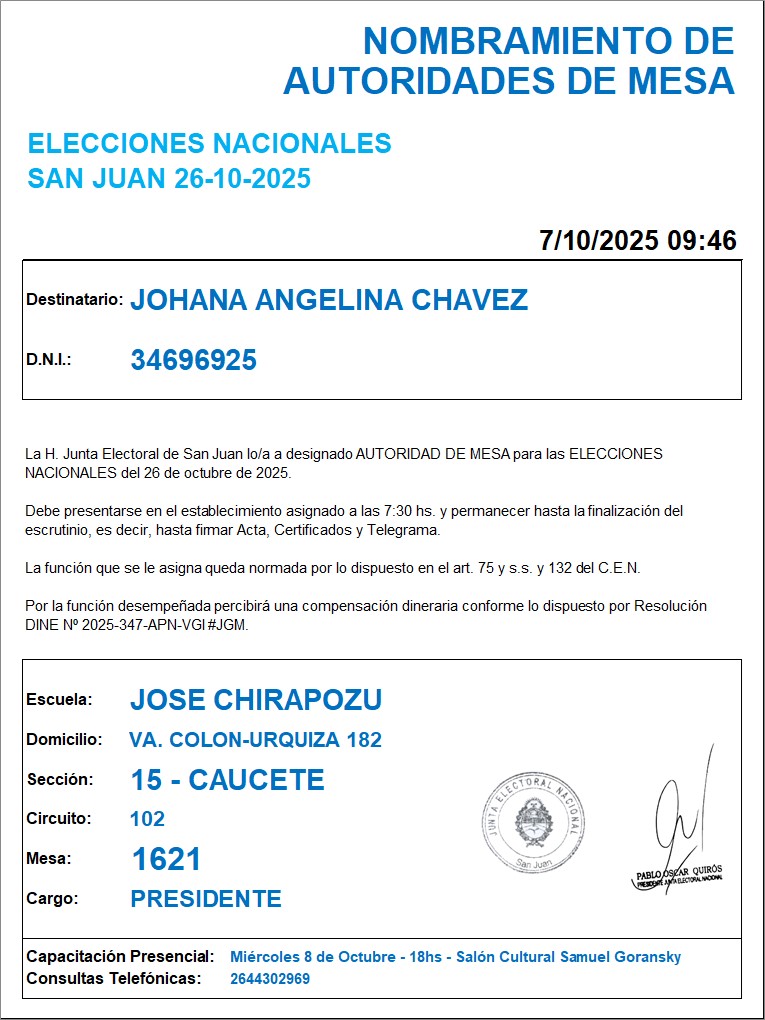 NOMBRAMIENTO DE
AUTORIDADES DE MESA
ELECCIONES NACIONALES
SAN JUAN 26-10-2025
7/10/2025 09:46
Destinatario: JOHANA ANGELINA CHAVEZ
D.N.I.: 34696925
La H. Junta Electoral de San Juan lo/a a designado AUTORIDAD DE MESA para las ELECCIONES
NACIONALES del 26 de octubre de 2025.
Debe presentarse en el establecimiento asignado a las 7:30 hs. y permanecer hasta la finalización del
escrutinio, es decir, hasta firmar Acta, Certificados y Telegrama.
La función que se le asigna queda normada por lo dispuesto en el art. 75 y s.s. y 132 del C.E.N.
Por la función desempeñada percibirá una compensación dineraria conforme lo dispuesto por Resolución
DINE Nº 2025-347-APN-VGI#JGM.
Escuela: JOSE CHIRAPOZU
Domicilio: VA. COLON-URQUIZA 182
Sección: 15 - CAUCETE
Circuito: 102
Mesa: 1621
Cargo: PRESIDENTE
JUNTA ELECTORAL NACIONAL
San Juan
PABLO OSCAR QUIRÓS
PRESIDENTE JUNTA ELECTORAL NACIONAL
Capacitación Presencial: Miércoles 8 de Octubre - 18hs - Salón Cultural Samuel Goransky
Consultas Telefónicas: 2644302969